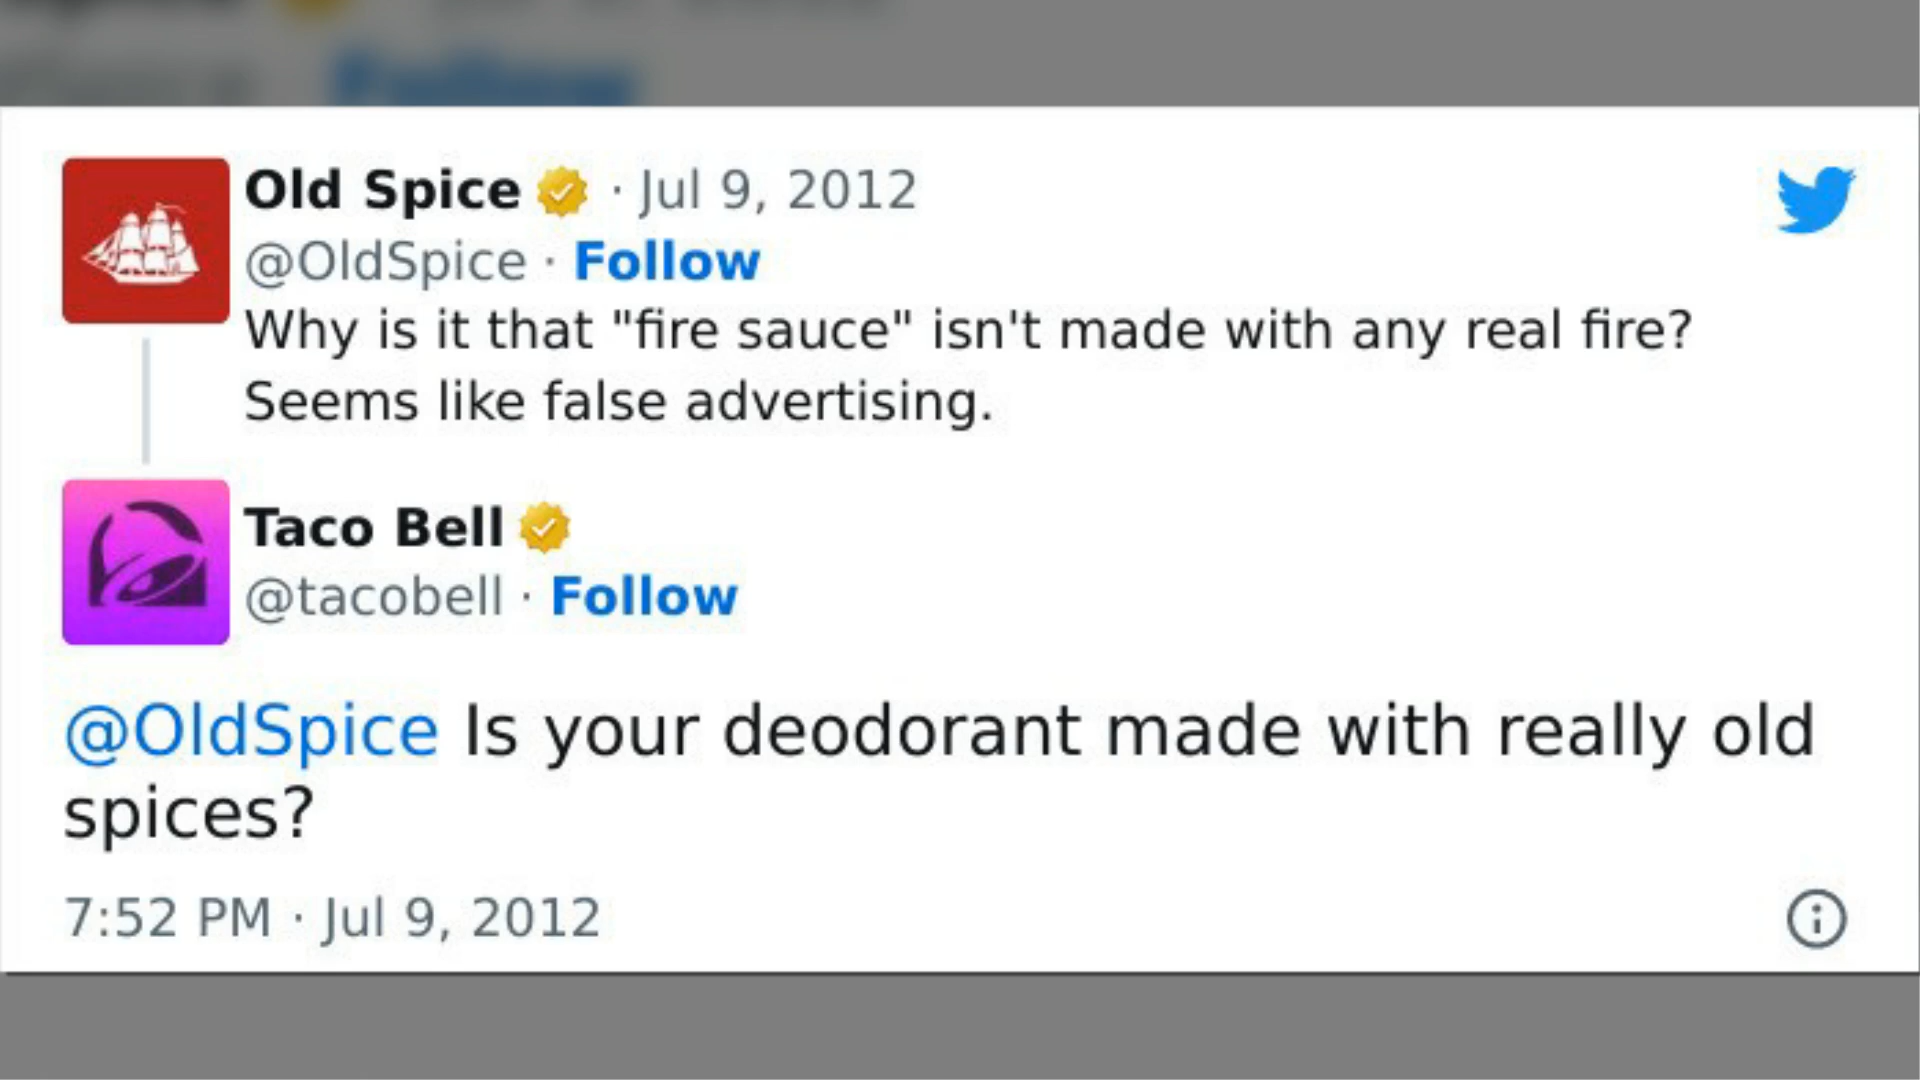 Follow
Old Spice · Jul 9, 2012
@OldSpice · Follow
Why is it that "fire sauce" isn't made with any real fire?
Seems like false advertising.
Taco Bell
@tacobell · Follow
@OldSpice Is your deodorant made with really old
spices?
7:52 PM · Jul 9, 2012